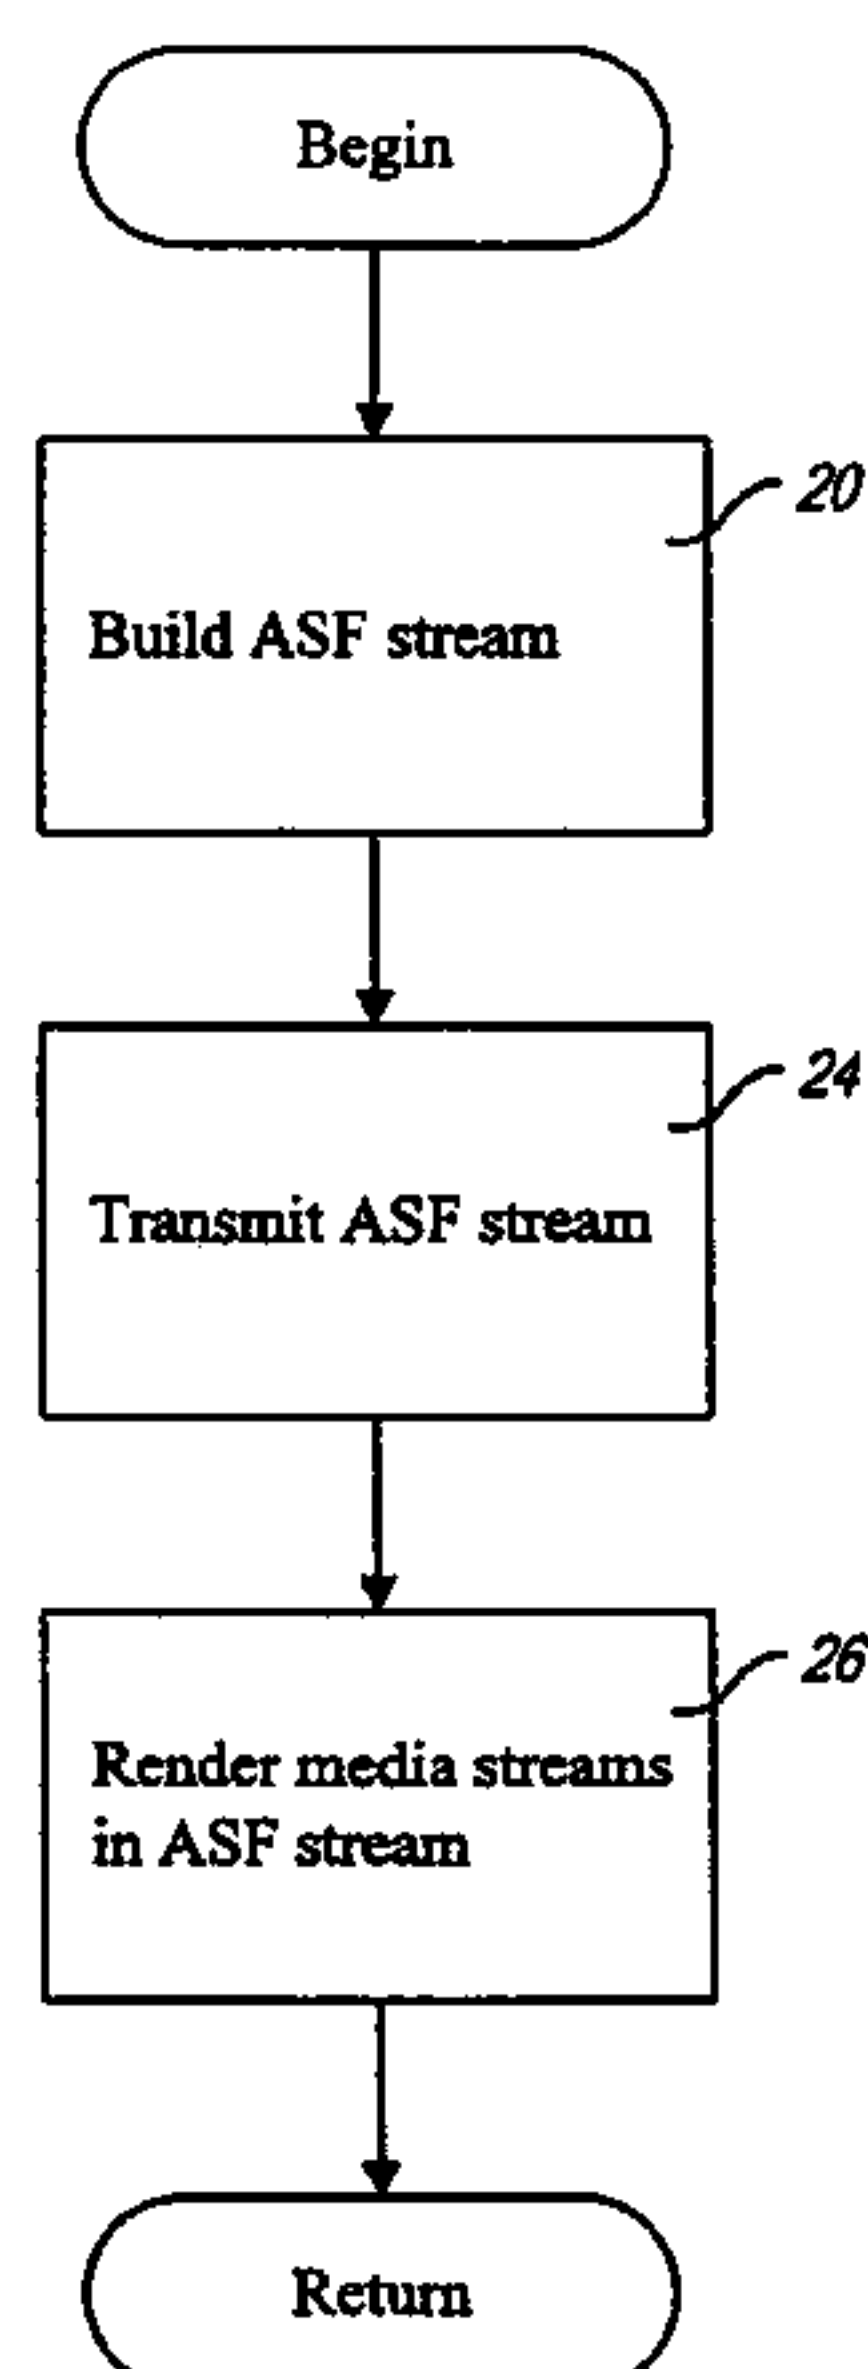 Begin
20
Build ASF stream
24
Transmit ASF stream
26
Render media streams
in ASF stream
Return